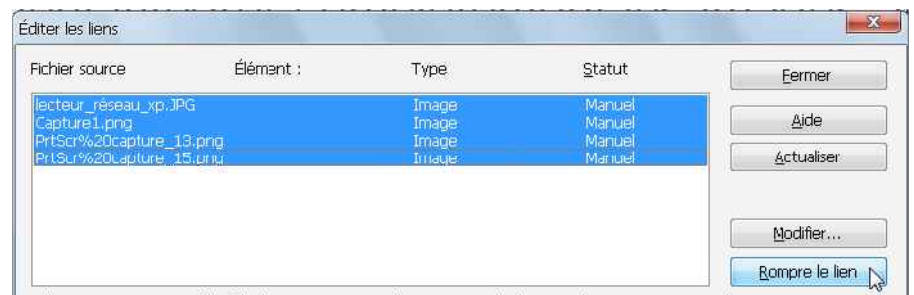 Éditer les liens
Fichier source Élément : Type Statut
lecteur_réseau_xp.JPG Image Manuel
Capture1.png Image Manuel
PrtScr%20capture_13.png Image Manuel
PrtScr%20capture_15.png Image Manuel
Fermer
Aide
Actualiser
Modifier...
Rompre le lien